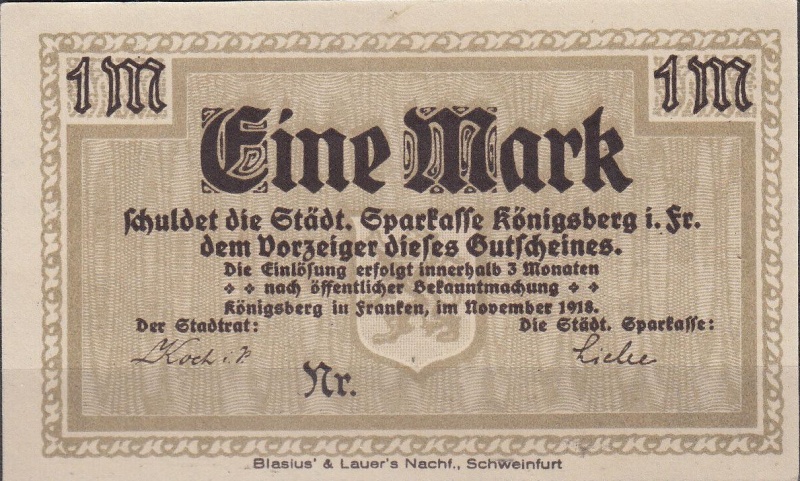 1 M 1 M
Eine Mark
schuldet die Städt. Sparkasse Königsberg i. Fr.
dem Vorzeiger dieses Gutscheines.
Die Einlösung erfolgt innerhalb 3 Monaten
nach öffentlicher Bekanntmachung
Königsberg in Franken, im November 1918.
Der Stadtrat: Die Städt. Sparkasse:
Koch
Nr.
Blasius' & Lauer's Nachf., Schweinfurt